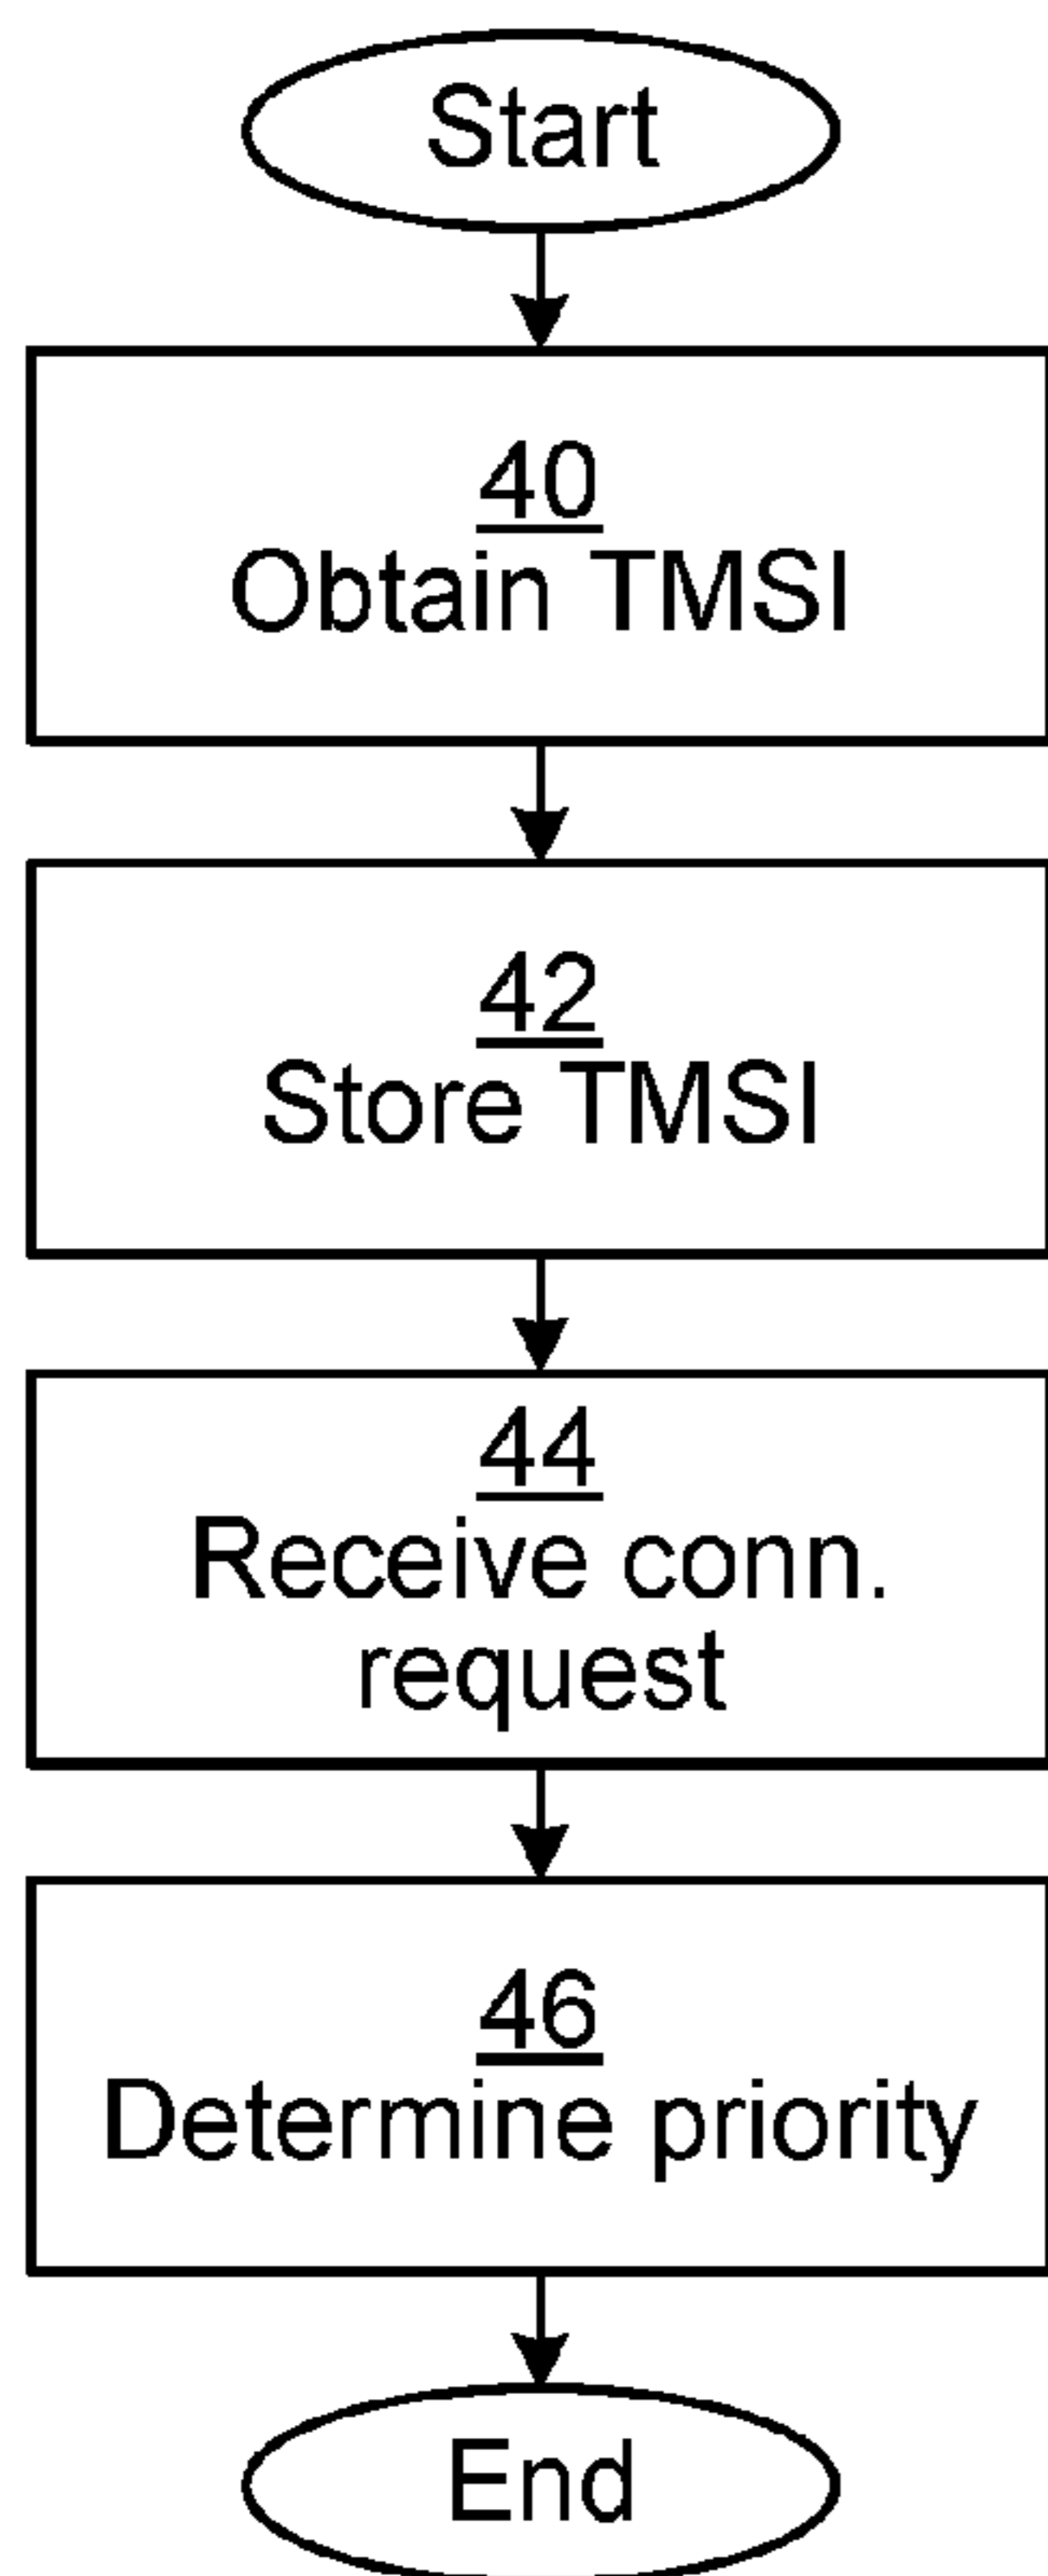 Start
40
Obtain TMSI
42
Store TMSI
44
Receive conn.
request
46
Determine priority
End